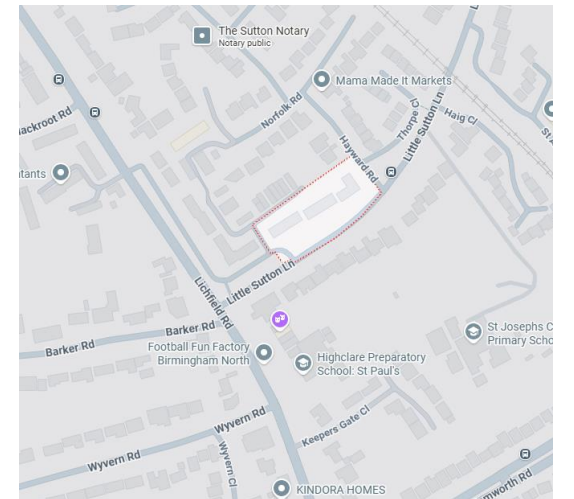 The Sutton Notary
Notary public
Mama Made It Markets
Norfolk Rd
Thorpe Cl
Haig Cl
Hayward Rd
Little Sutton Ln
Little Sutton Ln
Lichfield Rd
Barker Rd
Barker Rd
Football Fun Factory
Birmingham North
Highclare Preparatory
School: St Paul's
St Josephs C
Primary Scho
Keepers Gate Cl
Wyvern Rd
Wyvern Rd
Wyvern Cl
KINDORA HOMES
mworth Rd
ackroot Rd
tants